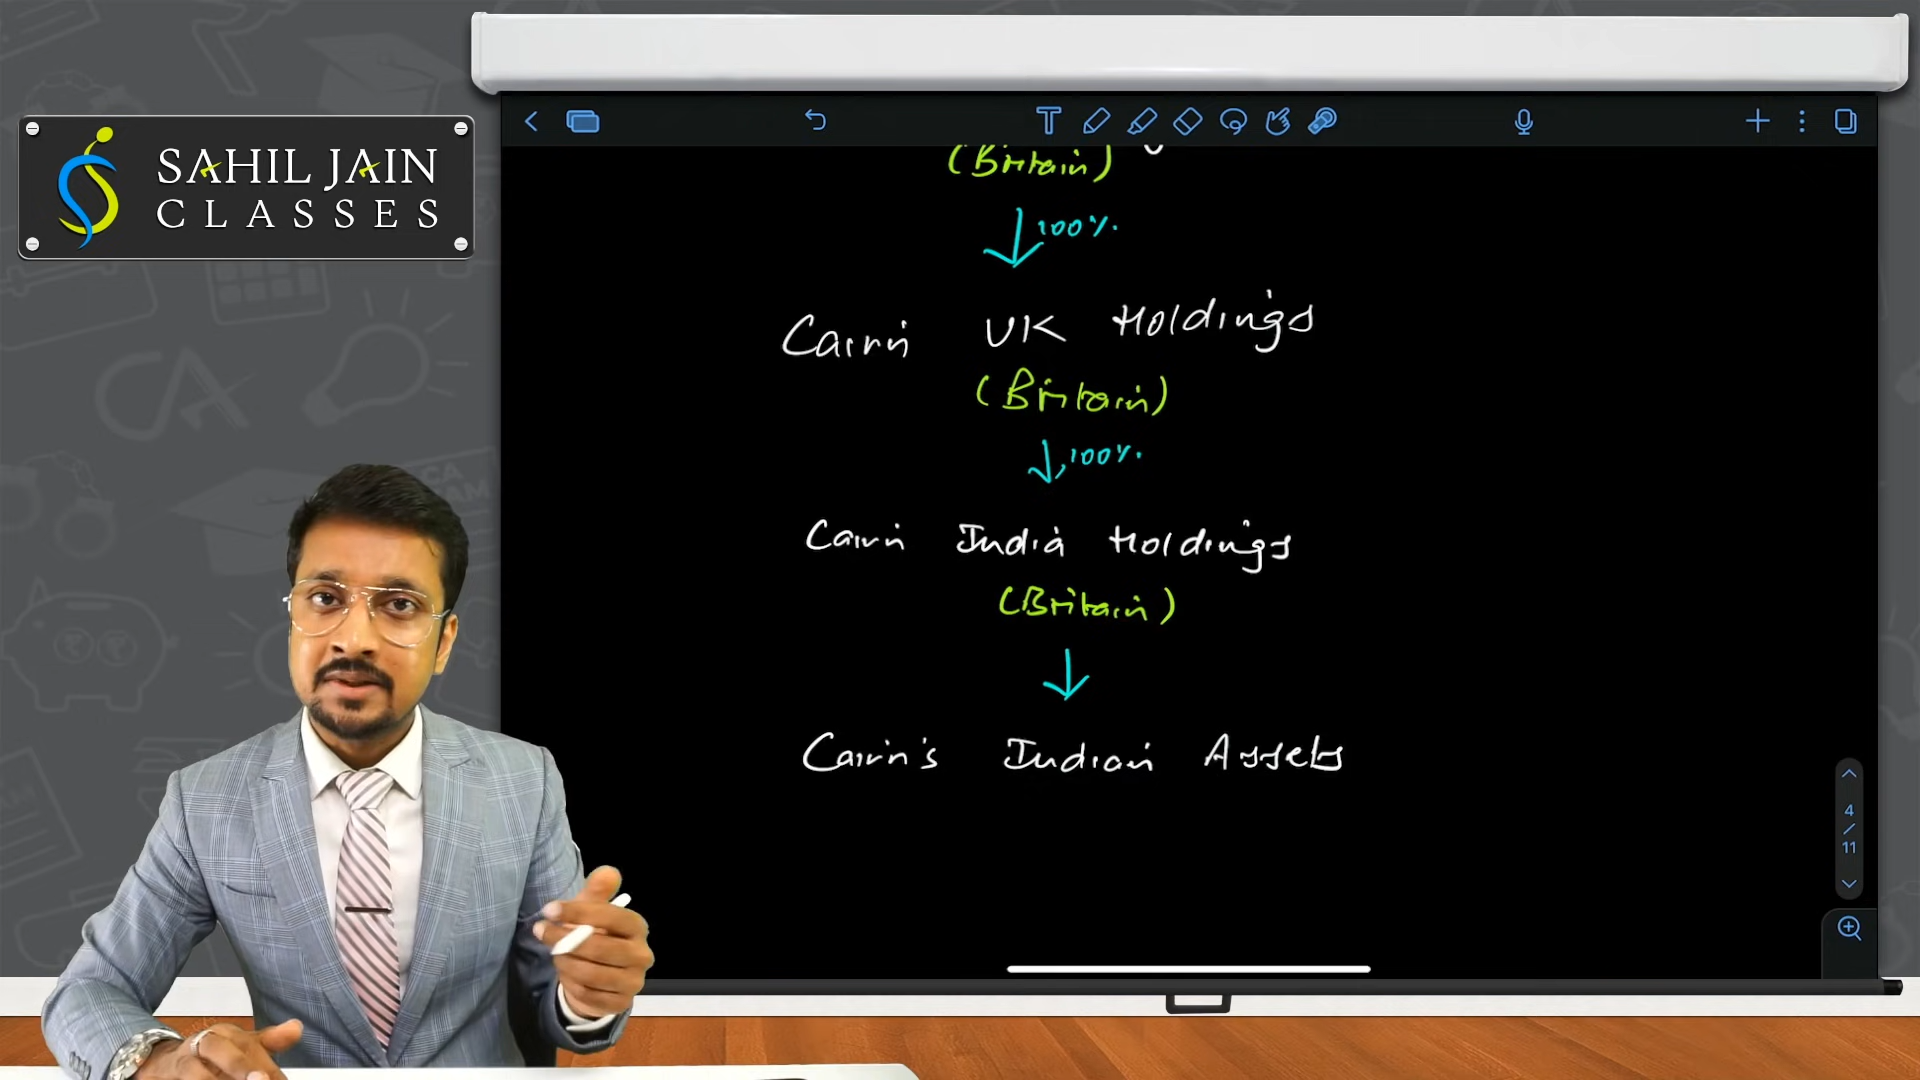 SAHIL JAIN
CLASSES
(Britain)
100%.
Cairn UK Holdings
(Britain)
100%.
Cairn India Holdings
(Britain)
Cairn's Indian Assets
4
/
11